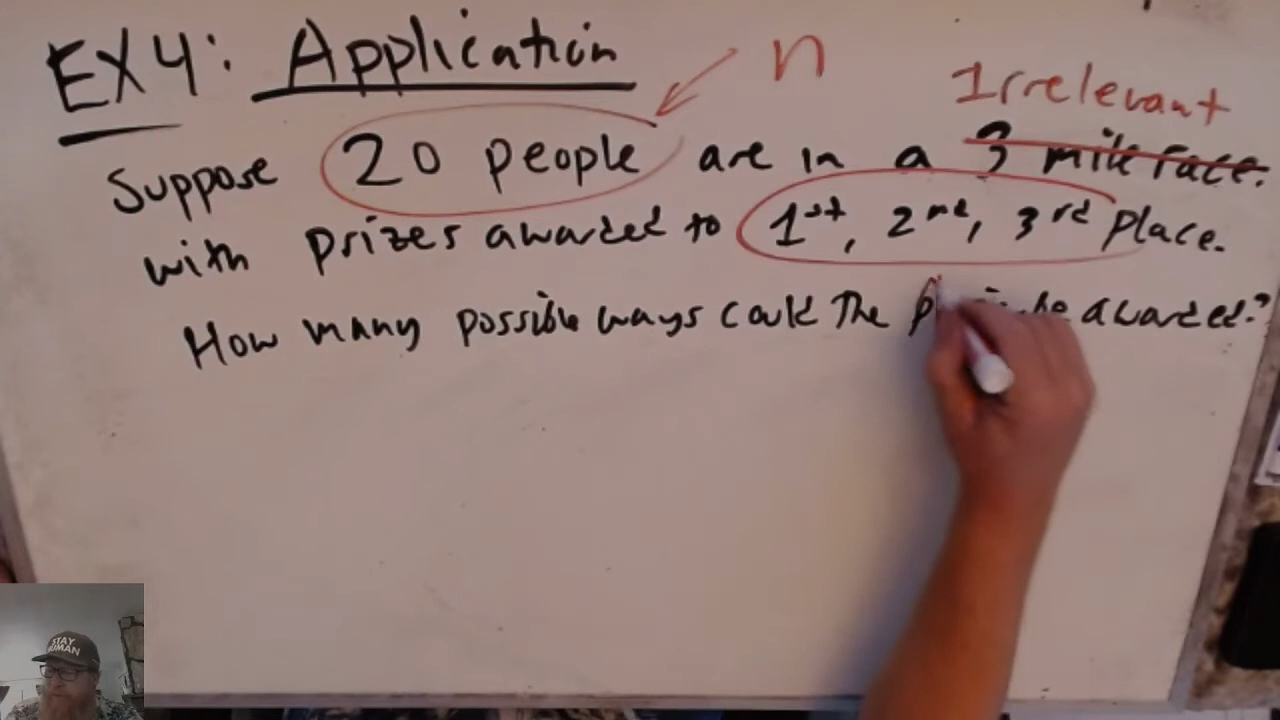 EX4: Application
n
Irrelevant
Suppose 20 people are in a 3 mile race.
with prizes awarded to 1st, 2nd, 3rd place.
How many possible ways could the be awarded?
STAY HUMAN